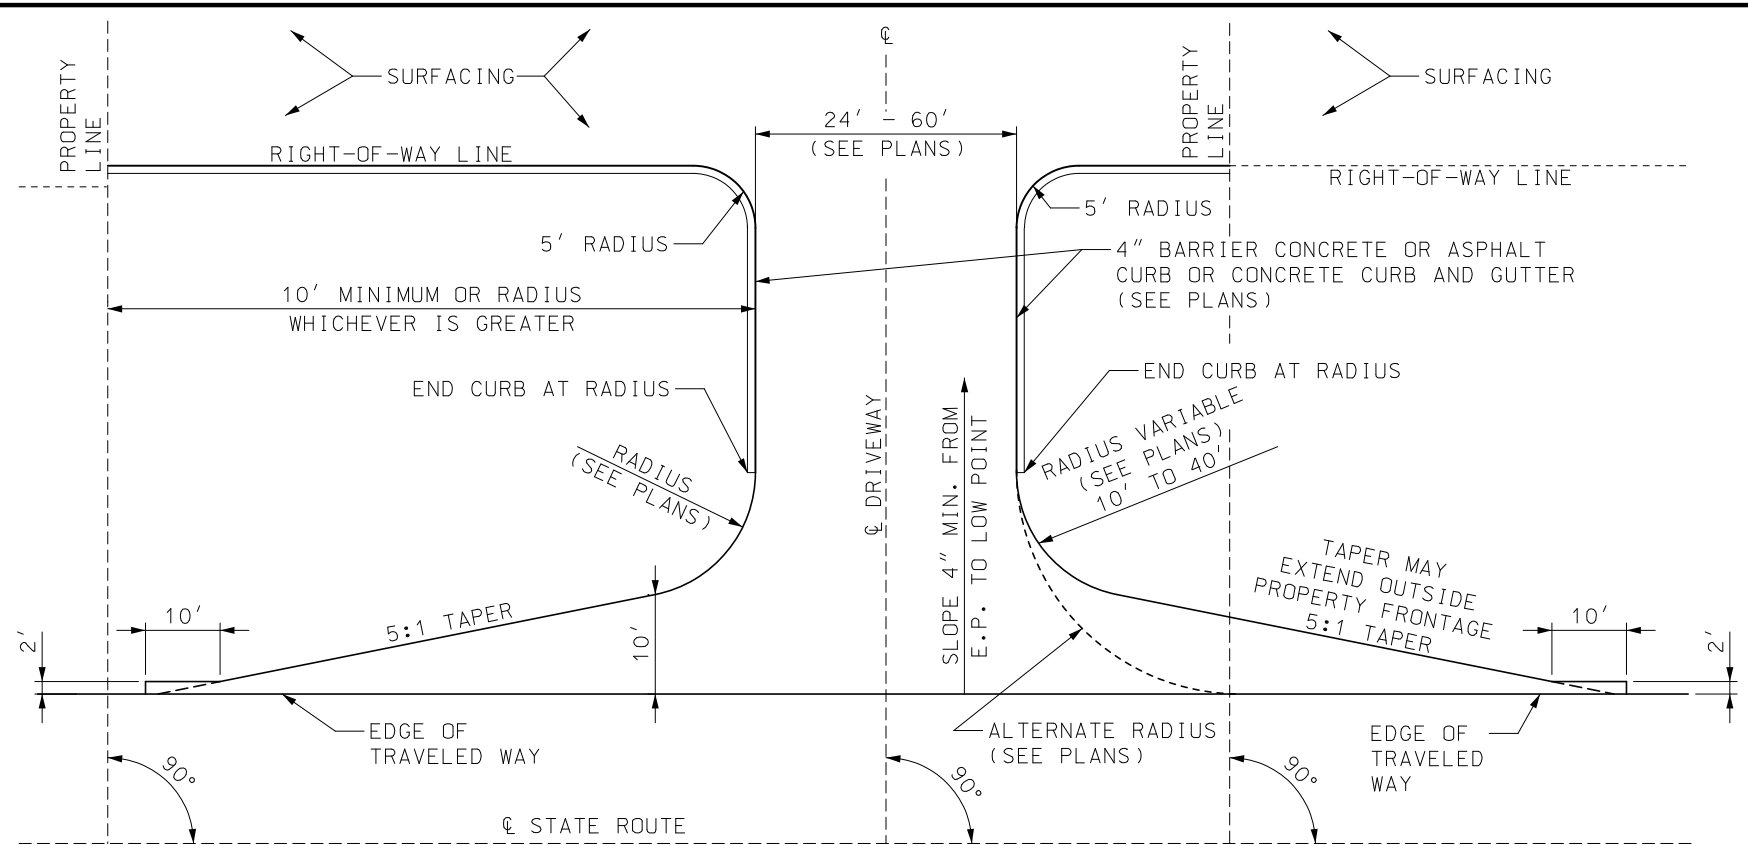 ℄
SURFACING
SURFACING
PROPERTY
LINE
PROPERTY
LINE
24' - 60'
(SEE PLANS)
RIGHT-OF-WAY LINE
RIGHT-OF-WAY LINE
5' RADIUS
5' RADIUS
4" BARRIER CONCRETE OR ASPHALT
CURB OR CONCRETE CURB AND GUTTER
(SEE PLANS)
10' MINIMUM OR RADIUS
WHICHEVER IS GREATER
END CURB AT RADIUS
END CURB AT RADIUS
RADIUS
(SEE PLANS)
℄ DRIVEWAY
SLOPE 4" MIN. FROM
E.P. TO LOW POINT
RADIUS VARIABLE
(SEE PLANS)
10' TO 40'
TAPER MAY
EXTEND OUTSIDE
PROPERTY FRONTAGE
5:1 TAPER
2'
10'
5:1 TAPER
10'
10'
2'
EDGE OF
TRAVELED WAY
ALTERNATE RADIUS
(SEE PLANS)
EDGE OF
TRAVELED
WAY
90°
90°
90°
℄ STATE ROUTE